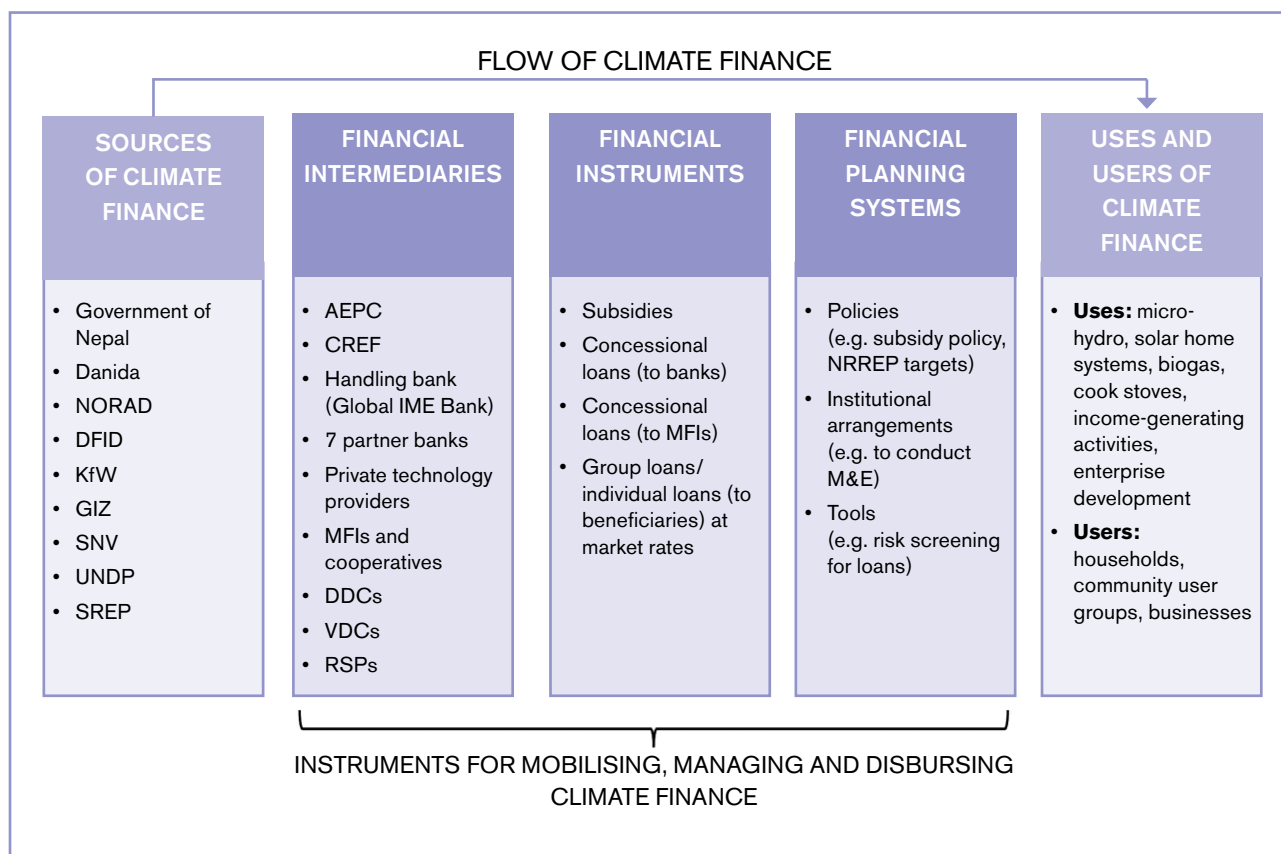 FLOW OF CLIMATE FINANCE
SOURCES
OF CLIMATE
FINANCE
• Government of
Nepal
• Danida
• NORAD
• DFID
• KfW
• GIZ
• SNV
• UNDP
• SREP
FINANCIAL
INTERMEDIARIES
• AEPC
• CREF
• Handling bank
(Global IME Bank)
• 7 partner banks
• Private technology
providers
• MFIs and
cooperatives
• DDCs
• VDCs
• RSPs
FINANCIAL
INSTRUMENTS
• Subsidies
• Concessional
loans (to banks)
• Concessional
loans (to MFIs)
• Group loans/
individual loans (to
beneficiaries) at
market rates
FINANCIAL
PLANNING
SYSTEMS
• Policies
(e.g. subsidy policy,
NRREP targets)
• Institutional
arrangements
(e.g. to conduct
M&E)
• Tools
(e.g. risk screening
for loans)
USES AND
USERS OF
CLIMATE
FINANCE
• Uses: micro-
hydro, solar home
systems, biogas,
cook stoves,
income-generating
activities,
enterprise
development
• Users:
households,
community user
groups, businesses
INSTRUMENTS FOR MOBILISING, MANAGING AND DISBURSING
CLIMATE FINANCE